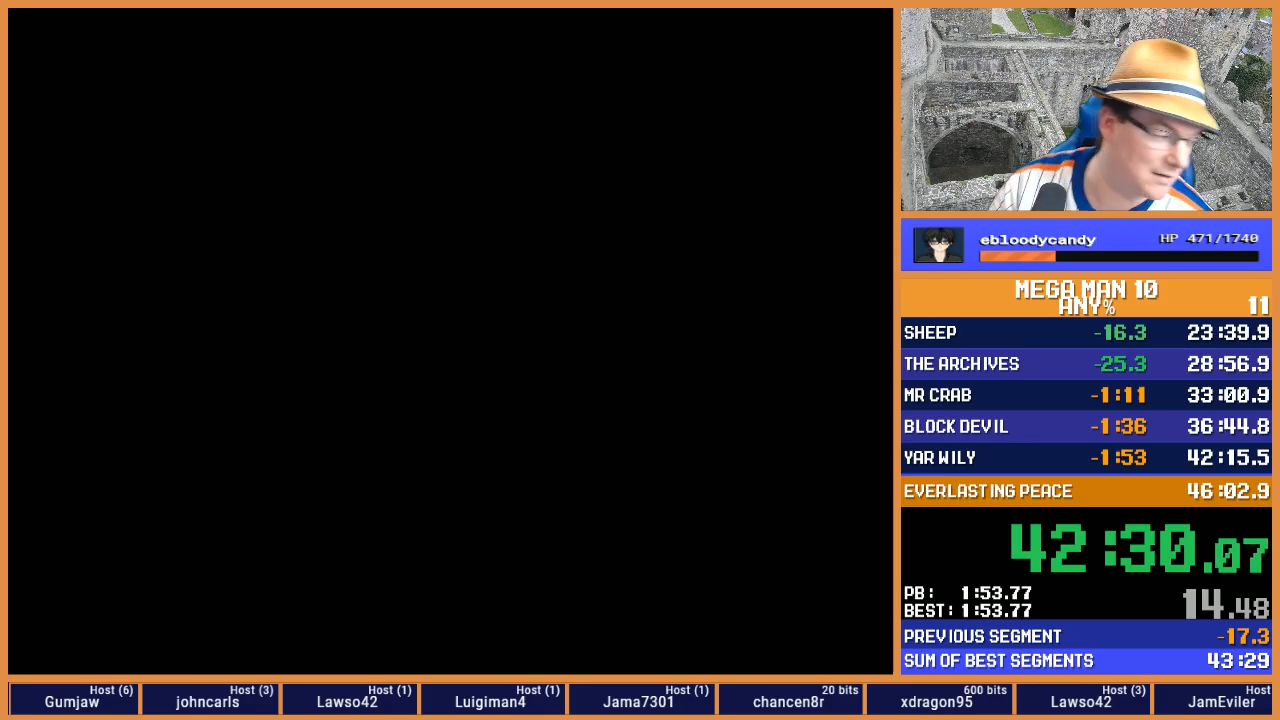 ebloodycandy HP 471/1740
MEGA MAN 10
ANY% 11
SHEEP -16.3 23:39.9
THE ARCHIVES -25.3 28:56.9
MR CRAB -1:11 33:00.9
BLOCK DEVIL -1:36 36:44.8
YAR WILY -1:53 42:15.5
EVERLASTING PEACE 46:02.9
42:30.07
PB: 1:53.77
BEST: 1:53.77
14.48
PREVIOUS SEGMENT -17.3
SUM OF BEST SEGMENTS 43:29
Host (6) Host (3) Host (1) Host (1) Host (1) 20 bits 600 bits Host (3) Host
Gumjaw johncarls Lawso42 Luigiman4 Jama7301 chancen8r xdragon95 Lawso42 JamEviler